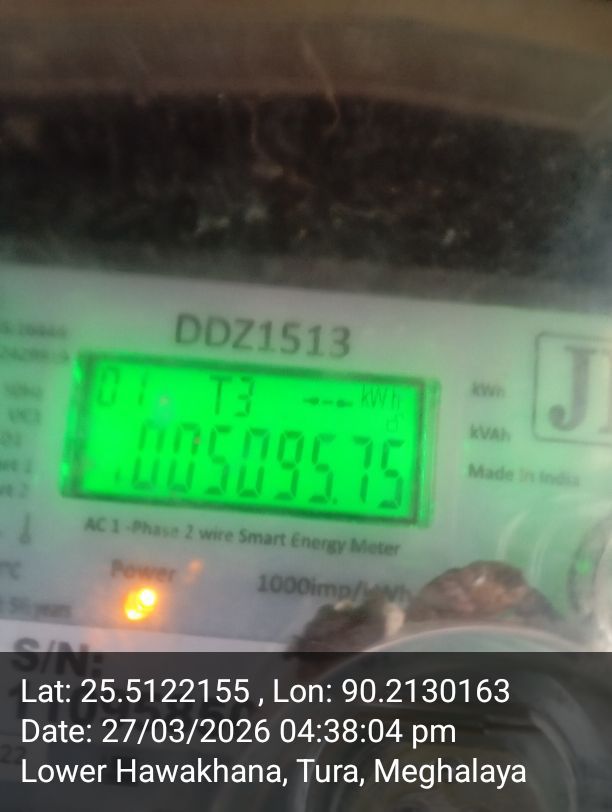 DDZ1513
01 T3 kWh
005095.75
kWh
kVAh
Made In India
AC 1 -Phase 2 wire Smart Energy Meter
Power
1000imp/kWh
S/N:
Lat: 25.5122155 , Lon: 90.2130163
Date: 27/03/2026 04:38:04 pm
Lower Hawakhana, Tura, Meghalaya